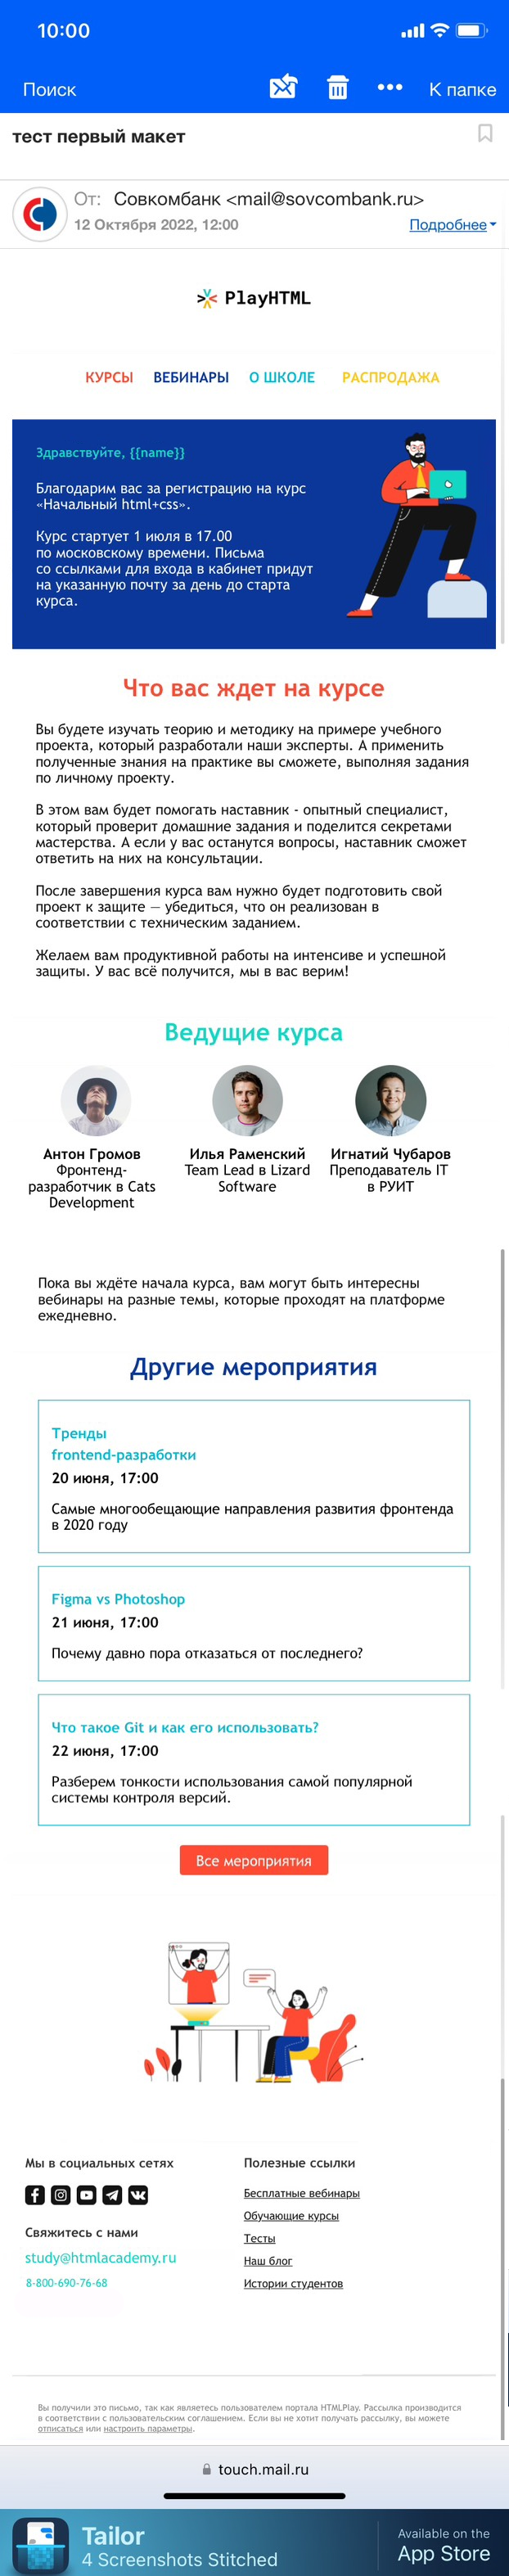 10:00
Поиск
К папке
тест первый макет
От: Совкомбанк <mail@sovcombank.ru>
12 Октября 2022, 12:00
Подробнее
PlayHTML
КУРСЫ ВЕБИНАРЫ О ШКОЛЕ РАСПРОДАЖА
Здравствуйте, {{name}}
Благодарим вас за регистрацию на курс
«Начальный html+css».
Курс стартует 1 июля в 17.00
по московскому времени. Письма
со ссылками для входа в кабинет придут
на указанную почту за день до старта
курса.
Что вас ждет на курсе
Вы будете изучать теорию и методику на примере учебного
проекта, который разработали наши эксперты. А применить
полученные знания на практике вы сможете, выполняя задания
по личному проекту.
В этом вам будет помогать наставник - опытный специалист,
который проверит домашние задания и поделится секретами
мастерства. А если у вас останутся вопросы, наставник сможет
ответить на них на консультации.
После завершения курса вам нужно будет подготовить свой
проект к защите — убедиться, что он реализован в
соответствии с техническим заданием.
Желаем вам продуктивной работы на интенсиве и успешной
защиты. У вас всё получится, мы в вас верим!
Ведущие курса
Антон Громов
Фронтенд-
разработчик в Cats
Development
Илья Раменский
Team Lead в Lizard
Software
Игнатий Чубаров
Преподаватель IT
в РУИТ
Пока вы ждёте начала курса, вам могут быть интересны
вебинары на разные темы, которые проходят на платформе
ежедневно.
Другие мероприятия
Тренды
frontend-разработки
20 июня, 17:00
Самые многообещающие направления развития фронтенда
в 2020 году
Figma vs Photoshop
21 июня, 17:00
Почему давно пора отказаться от последнего?
Что такое Git и как его использовать?
22 июня, 17:00
Разберем тонкости использования самой популярной
системы контроля версий.
Все мероприятия
Мы в социальных сетях
Свяжитесь с нами
study@htmlacademy.ru
8-800-690-76-68
Полезные ссылки
Бесплатные вебинары
Обучающие курсы
Тесты
Наш блог
Истории студентов
Вы получили это письмо, так как являетесь пользователем портала HTMLPlay. Рассылка производится
в соответствии с пользовательским соглашением. Если вы не хотит получать рассылку, вы можете
отписаться или настроить параметры.
touch.mail.ru
Tailor
4 Screenshots Stitched
Available on the
App Store